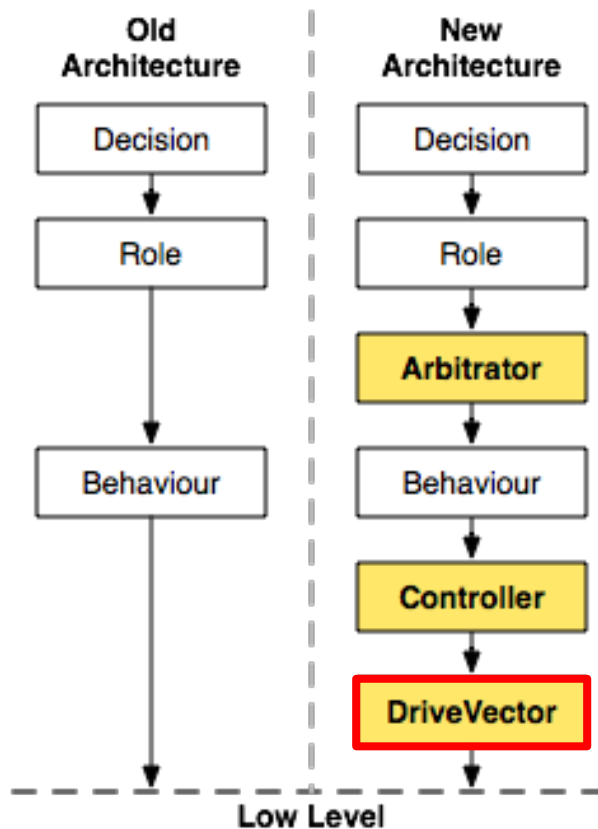 Old
Architecture
Decision
Role
Behaviour
New
Architecture
Decision
Role
Arbitrator
Behaviour
Controller
DriveVector
Low Level